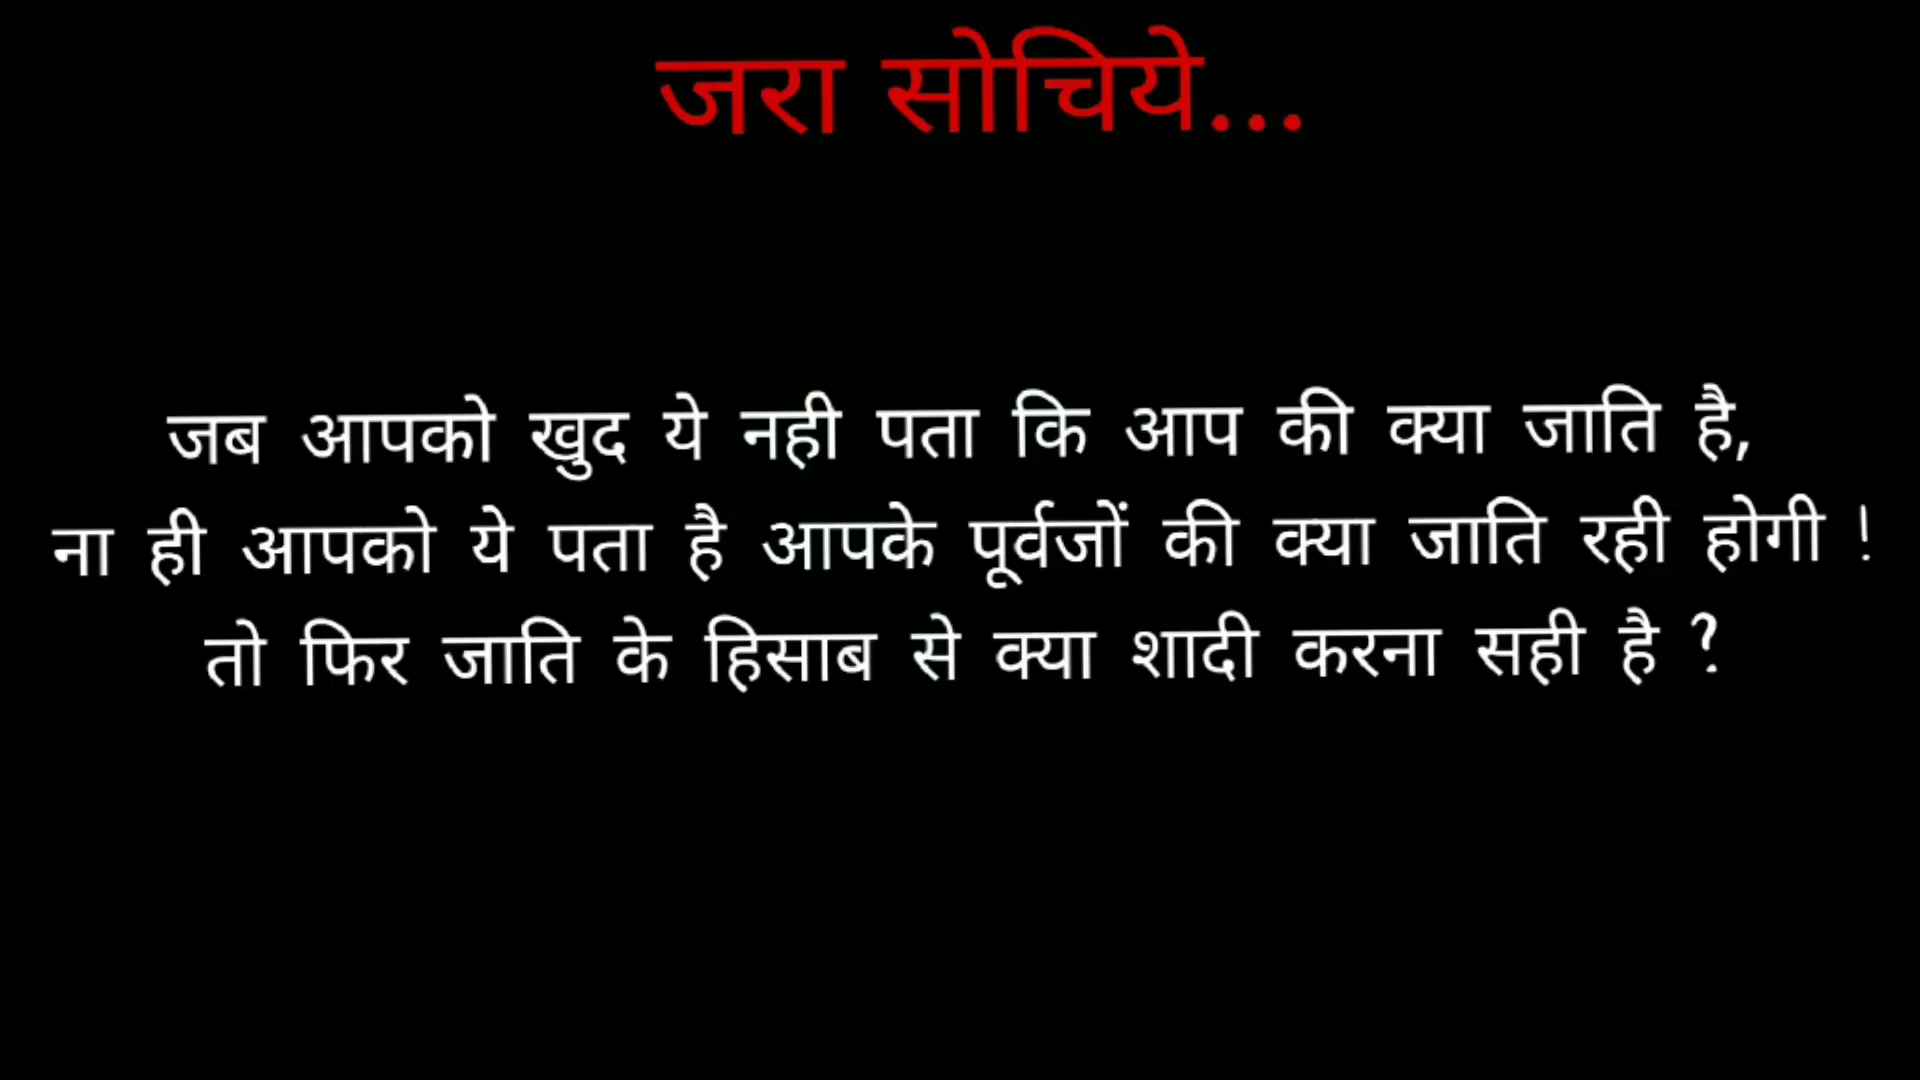 जरा सोचिये...
जब आपको खुद ये नही पता कि आप की क्या जाति है,
ना ही आपको ये पता है आपके पूर्वजों की क्या जाति रही होगी !
तो फिर जाति के हिसाब से क्या शादी करना सही है ?